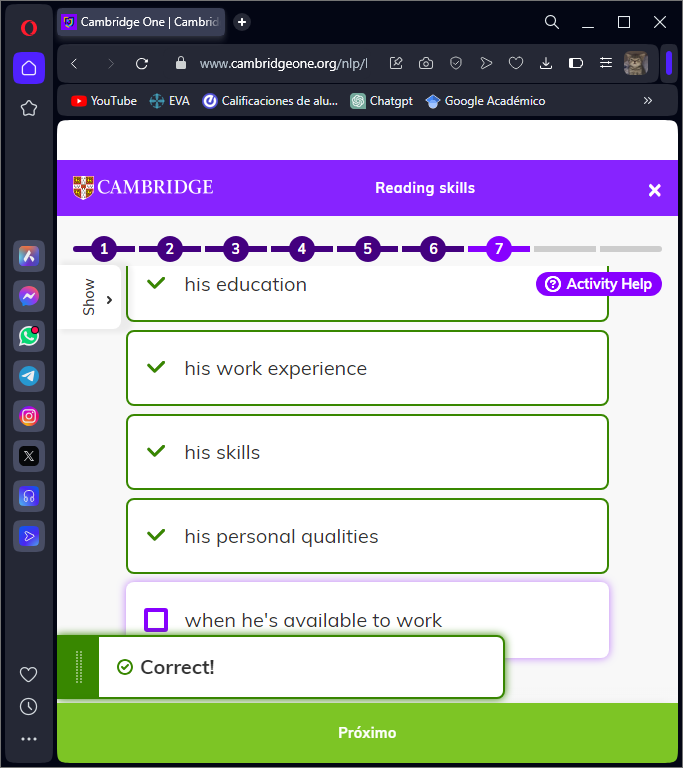 Cambridge One | Cambrid
www.cambridgeone.org/nlp/l
YouTube
EVA
Calificaciones de alu...
Chatgpt
Google Académico
CAMBRIDGE
Reading skills
1 2 3 4 5 6 7
Show
Activity Help
his education
his work experience
his skills
his personal qualities
when he's available to work
Correct!
Próximo